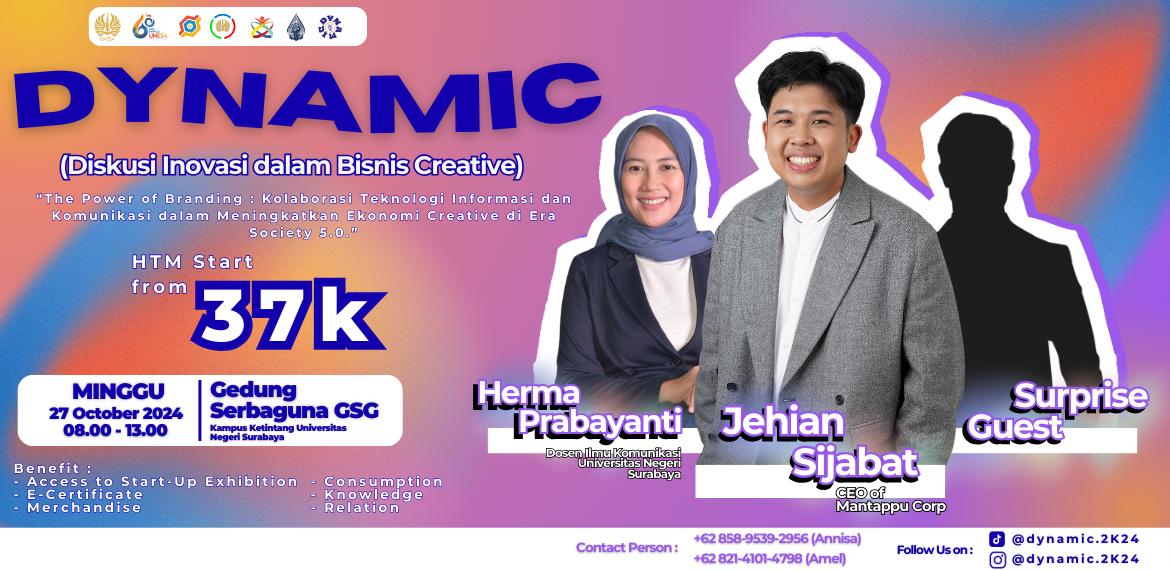 UNESA
60
UNESA
DYNAMIC
(Diskusi Inovasi dalam Bisnis Creative)
"The Power of Branding : Kolaborasi Teknologi Informasi dan
Komunikasi dalam Meningkatkan Ekonomi Creative di Era
Society 5.0."
HTM Start
from
37k
MINGGU
27 October 2024
08.00 - 13.00
Gedung
Serbaguna GSG
Kampus Ketintang Universitas
Negeri Surabaya
Benefit :
- Access to Start-Up Exhibition
- E-Certificate
- Merchandise
- Consumption
- Knowledge
- Relation
Herma
Prabayanti
Dosen Ilmu Komunikasi
Universitas Negeri
Surabaya
Jehian
Sijabat
CEO of
Mantappu Corp
Surprise
Guest
Contact Person :
+62 858-9539-2956 (Annisa)
+62 821-4101-4798 (Amel)
Follow Us on :
@dynamic.2K24
@dynamic.2K24